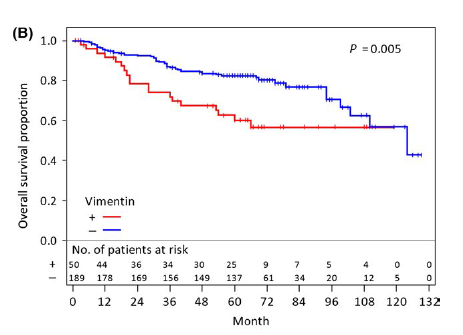 (B)
P = 0.005
1.0
0.8
0.6
0.4
0.2
0.0
Overall survival proportion
Vimentin
+
−
No. of patients at risk
+ 50 44 36 34 30 25 9 7 5 4 0 0
− 189 178 169 156 149 137 61 34 20 12 5 0
0 12 24 36 48 60 72 84 96 108 120 132
Month